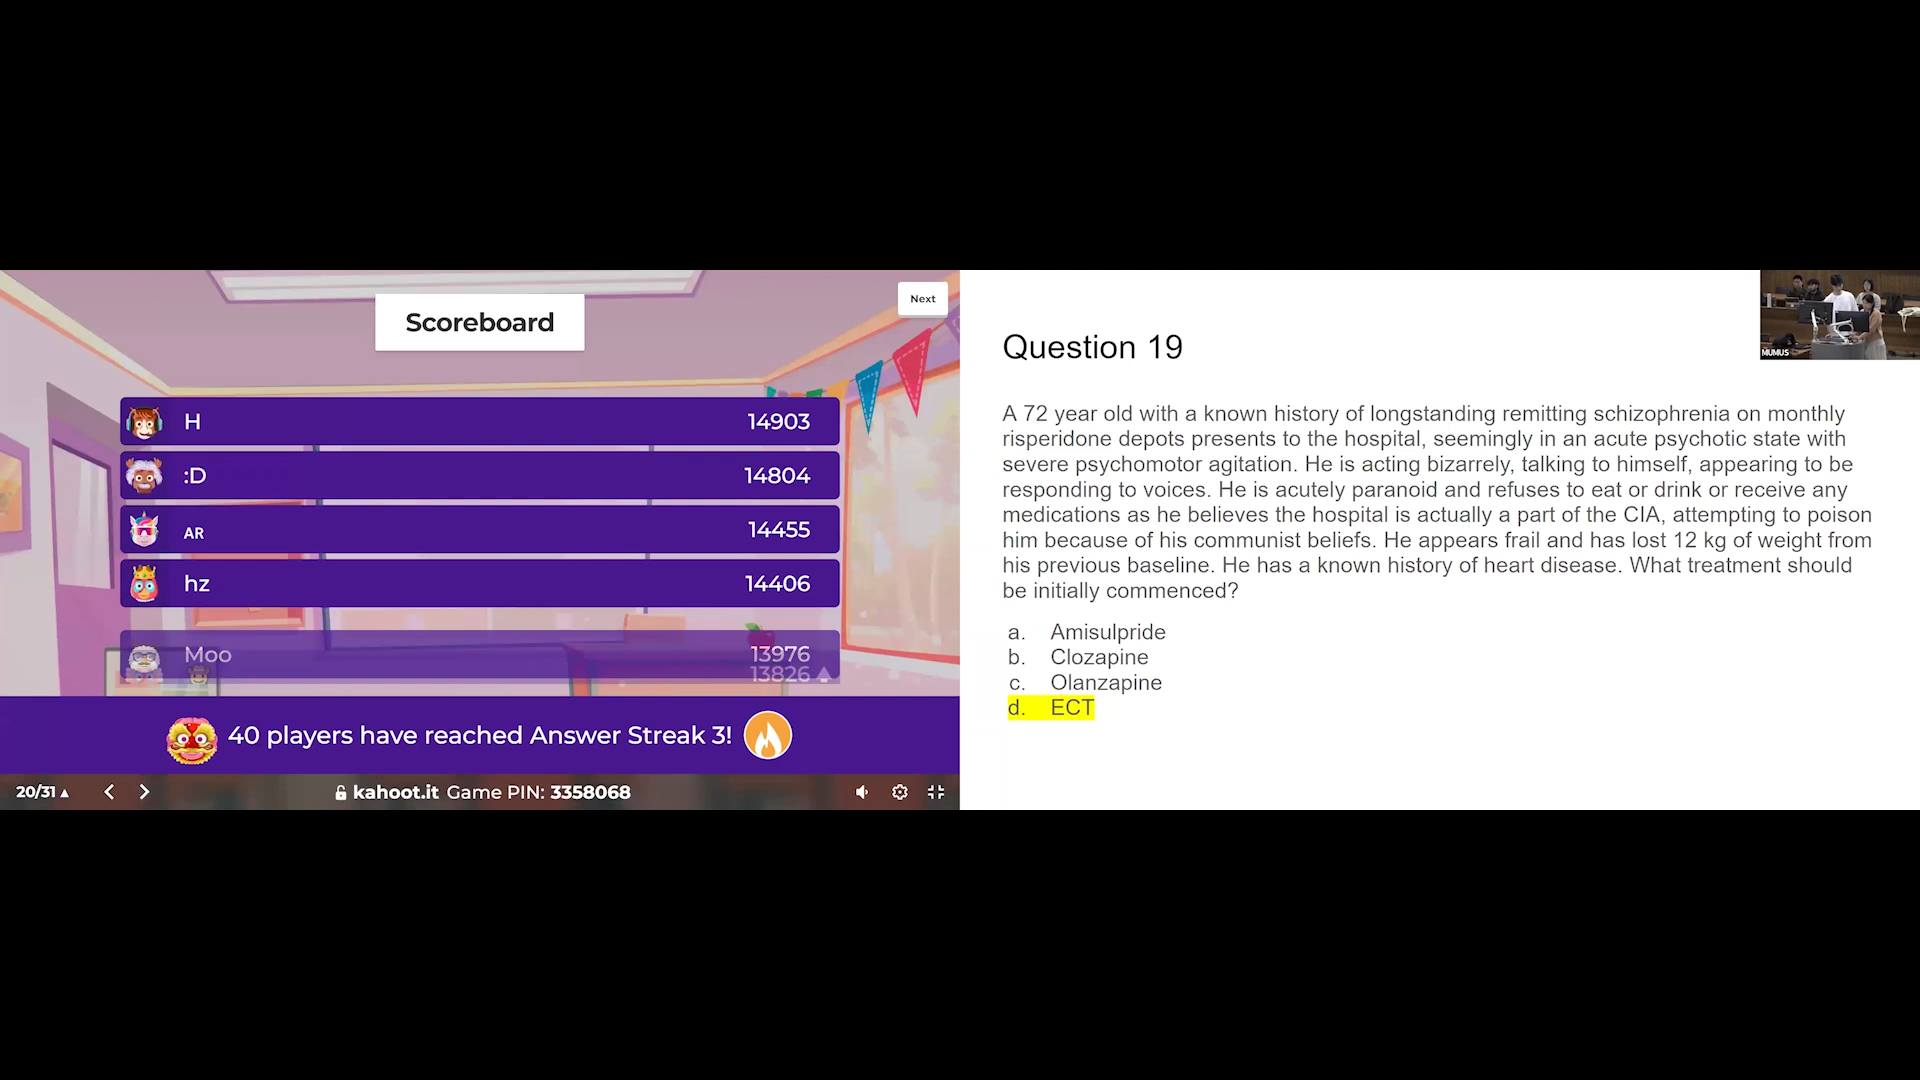 Scoreboard
Next
H 14903
:D 14804
AR 14455
hz 14406
Moo 13976
13826
40 players have reached Answer Streak 3!
20/31
kahoot.it Game PIN: 3358068
MUMUS
Question 19
A 72 year old with a known history of longstanding remitting schizophrenia on monthly
risperidone depots presents to the hospital, seemingly in an acute psychotic state with
severe psychomotor agitation. He is acting bizarrely, talking to himself, appearing to be
responding to voices. He is acutely paranoid and refuses to eat or drink or receive any
medications as he believes the hospital is actually a part of the CIA, attempting to poison
him because of his communist beliefs. He appears frail and has lost 12 kg of weight from
his previous baseline. He has a known history of heart disease. What treatment should
be initially commenced?
a. Amisulpride
b. Clozapine
c. Olanzapine
d. ECT